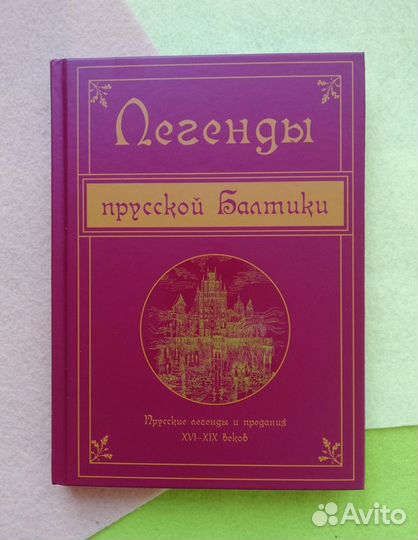 Легенды
прусской Балтики
Прусские легенды и предания
XVI–XIX веков
Avito